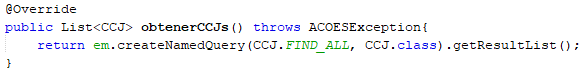 @Override
public List<CCJ> obtenerCCJs() throws ACOESException{
    return em.createNamedQuery(CCJ.FIND_ALL, CCJ.class).getResultList();
}